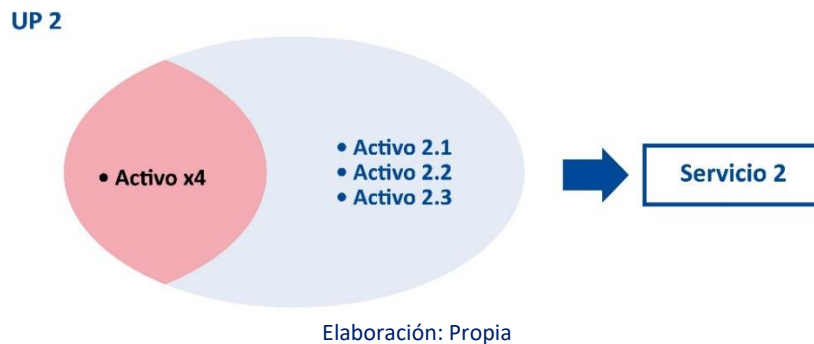 UP 2
• Activo x4
• Activo 2.1
• Activo 2.2
• Activo 2.3
Servicio 2
Elaboración: Propia